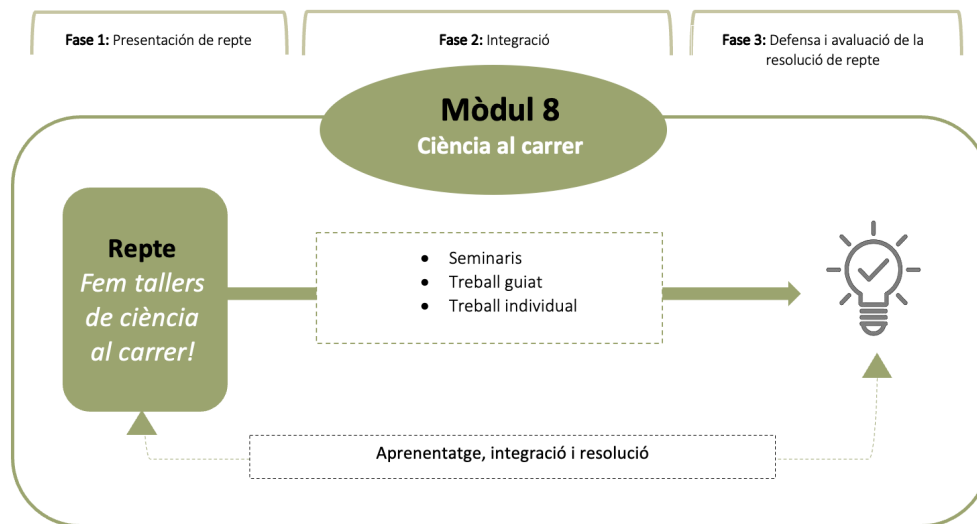 Fase 1: Presentación de repte
Fase 2: Integració
Fase 3: Defensa i avaluació de la
resolució de repte
Mòdul 8
Ciència al carrer
Repte
Fem tallers
de ciència
al carrer!
• Seminaris
• Treball guiat
• Treball individual
Aprenentatge, integració i resolució